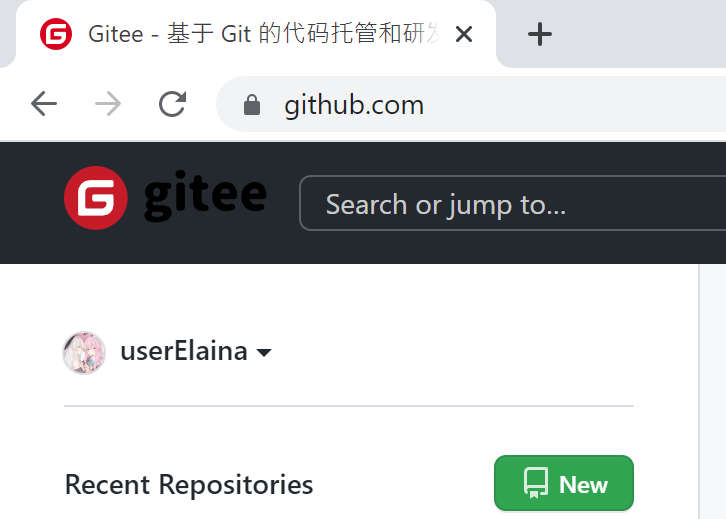 Gitee - 基于 Git 的代码托管和研发
github.com
gitee
Search or jump to...
userElaina
Recent Repositories
New